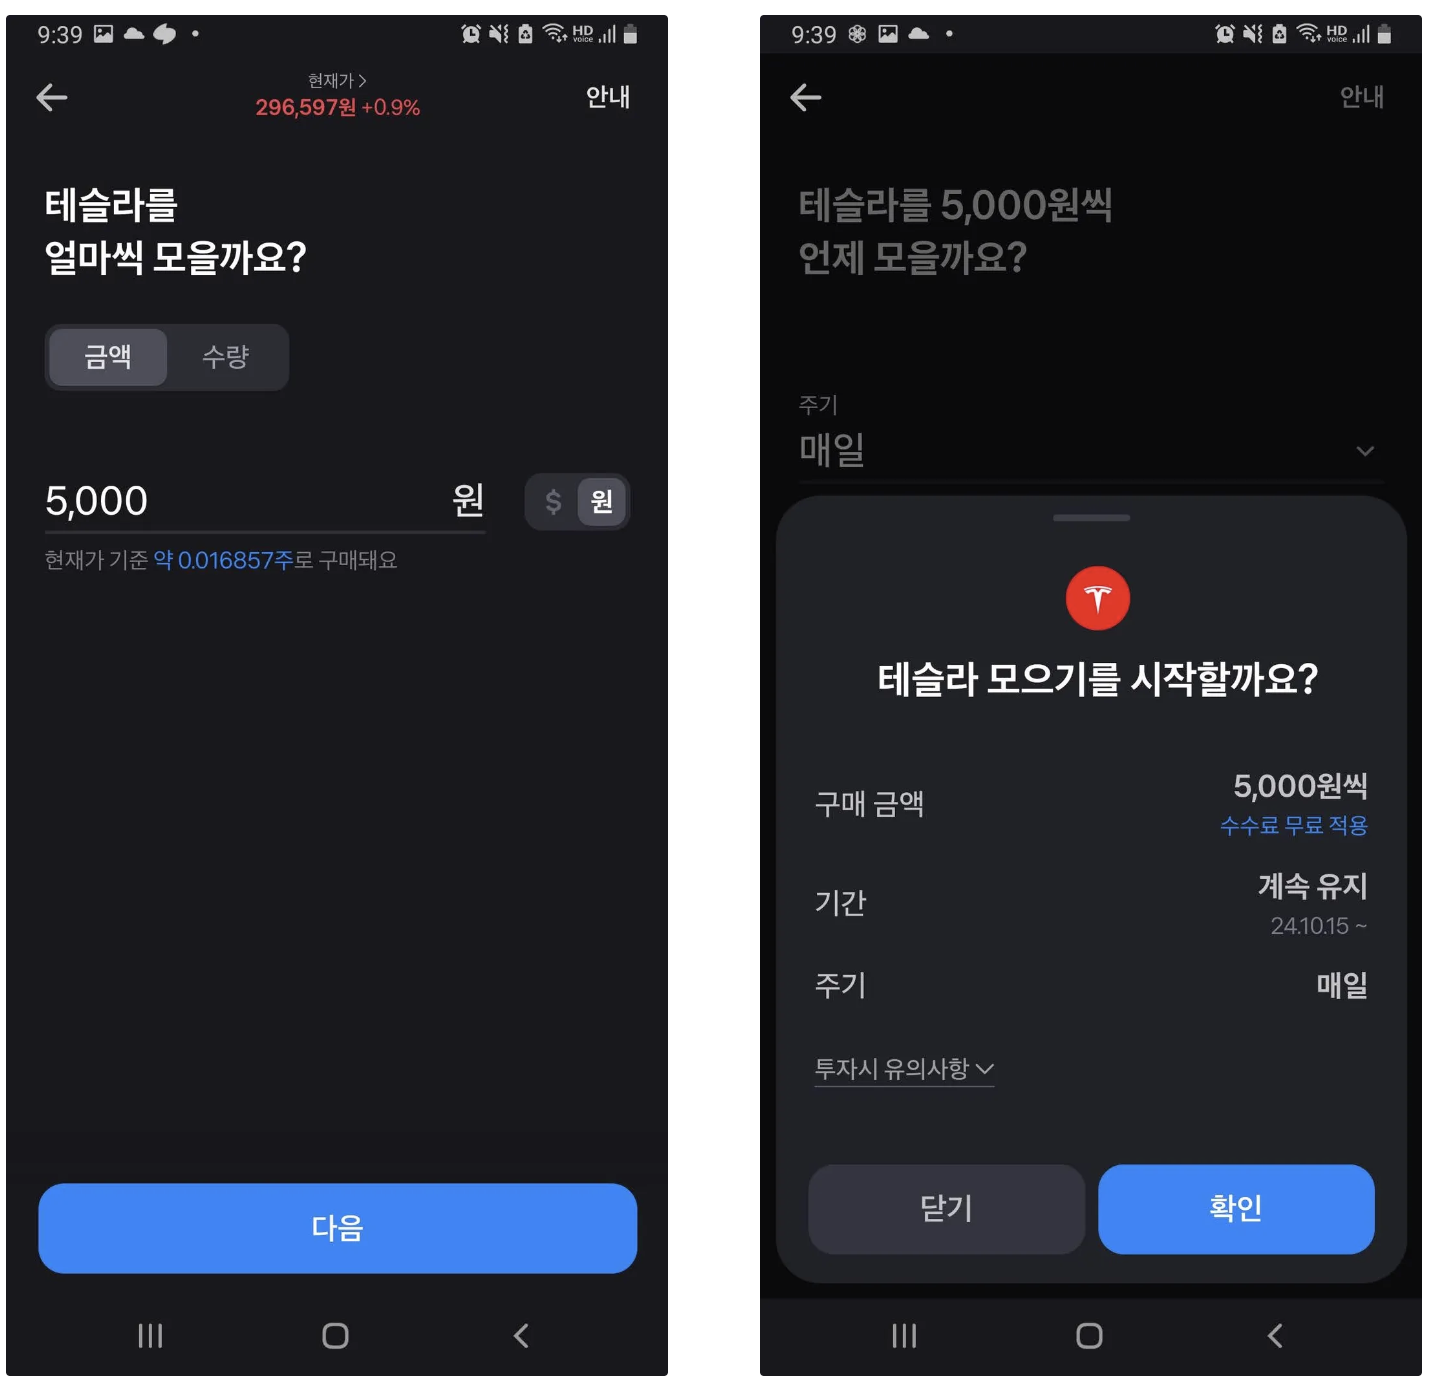 9:39
현재가 >
296,597원 +0.9%
안내
테슬라를
얼마씩 모을까요?
금액 수량
5,000 원 $ 원
현재가 기준 약 0.016857주로 구매돼요
다음
9:39
안내
테슬라를 5,000원씩
언제 모을까요?
주기
매일
테슬라 모으기를 시작할까요?
구매 금액 5,000원씩
수수료 무료 적용
기간 계속 유지
24.10.15 ~
주기 매일
투자시 유의사항
닫기 확인